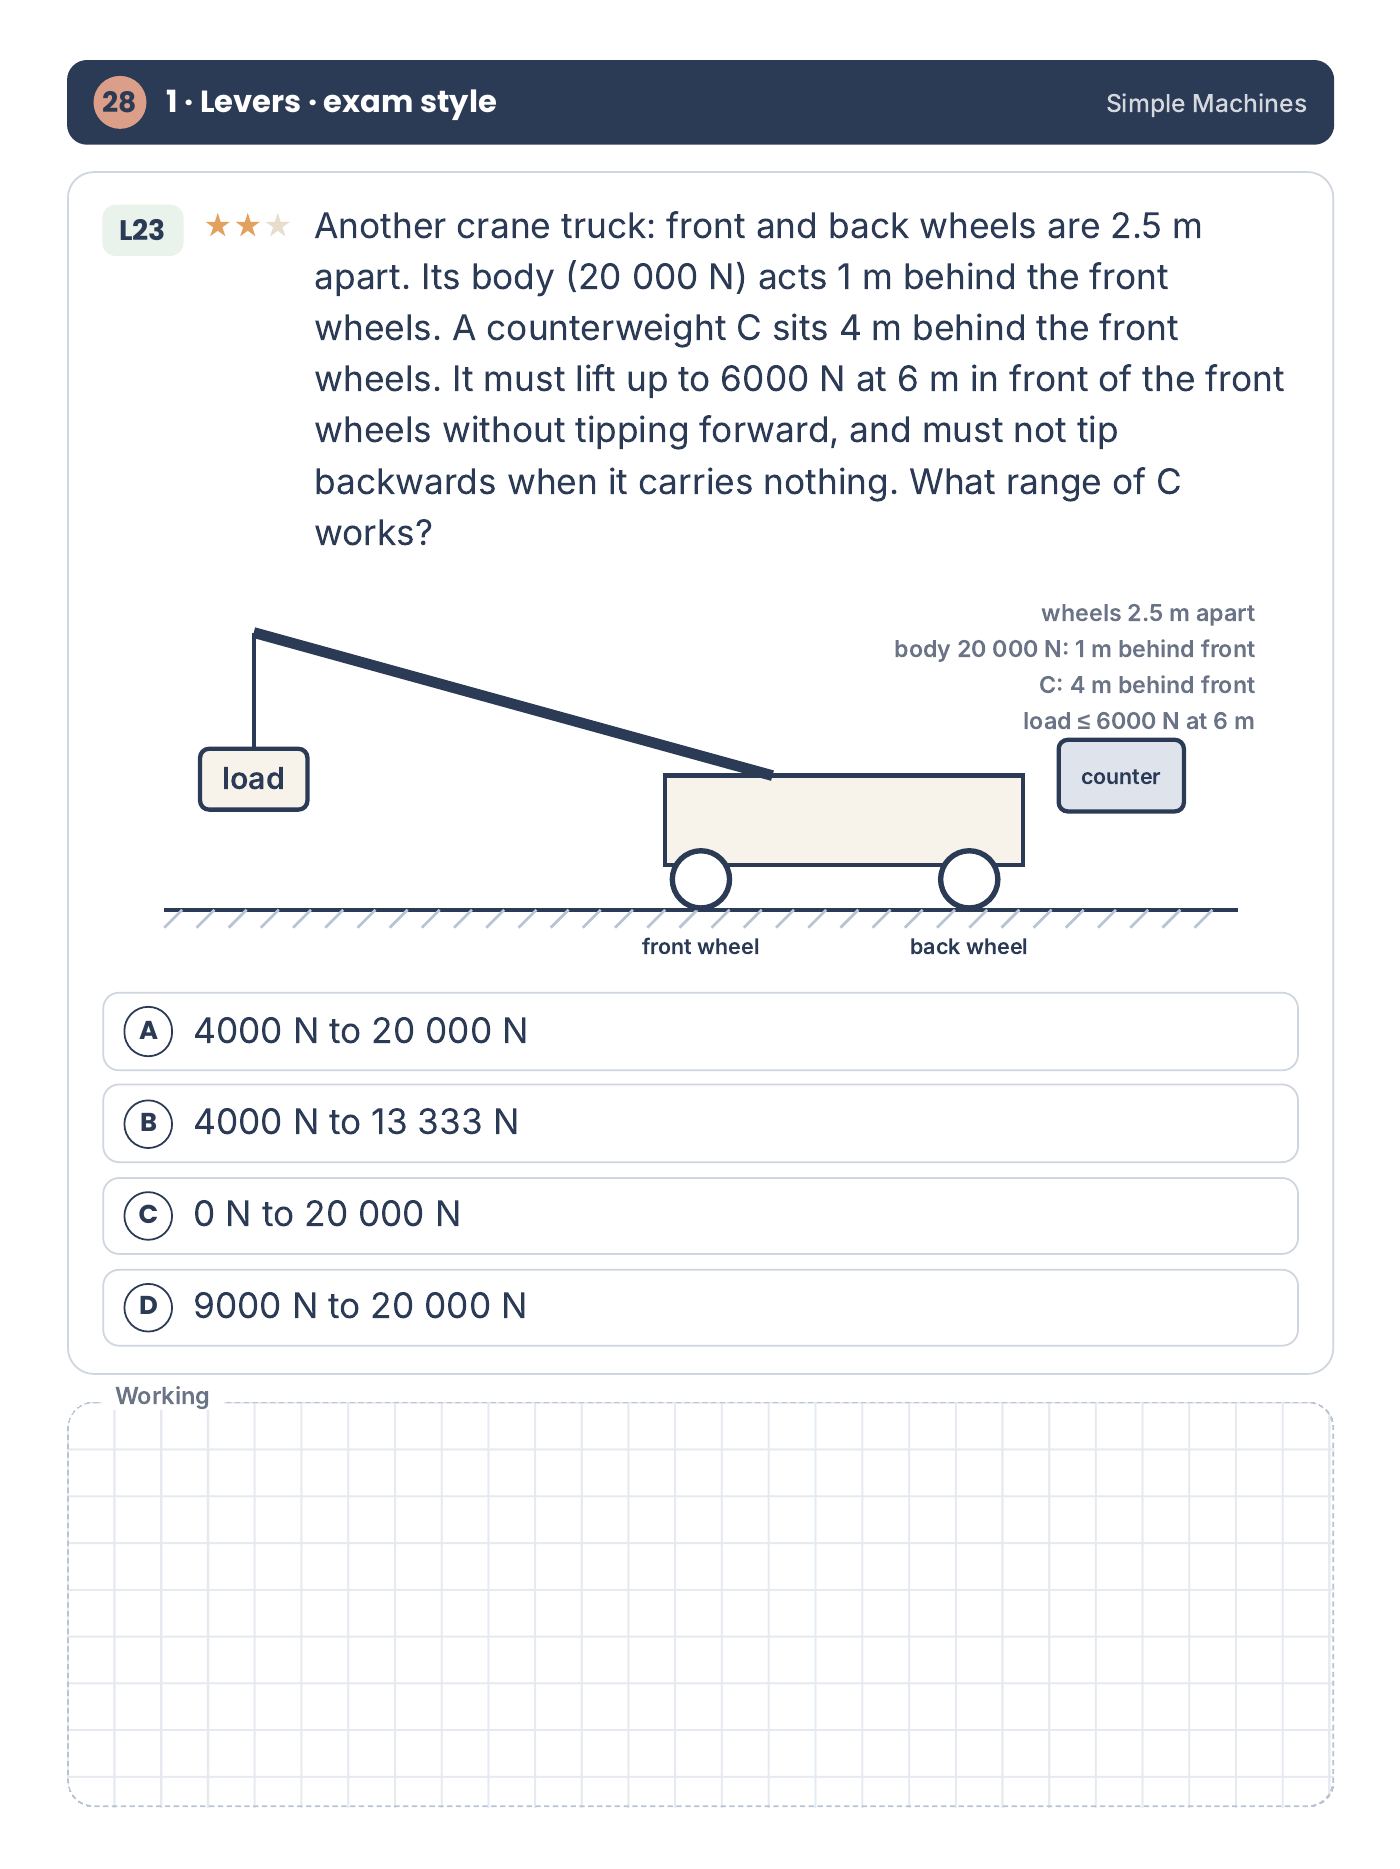 28 1 · Levers · exam style Simple Machines
L23 ★★★ Another crane truck: front and back wheels are 2.5 m
apart. Its body (20 000 N) acts 1 m behind the front
wheels. A counterweight C sits 4 m behind the front
wheels. It must lift up to 6000 N at 6 m in front of the front
wheels without tipping forward, and must not tip
backwards when it carries nothing. What range of C
works?
wheels 2.5 m apart
body 20 000 N: 1 m behind front
C: 4 m behind front
load ≤ 6000 N at 6 m
load
counter
front wheel back wheel
A 4000 N to 20 000 N
B 4000 N to 13 333 N
C 0 N to 20 000 N
D 9000 N to 20 000 N
Working